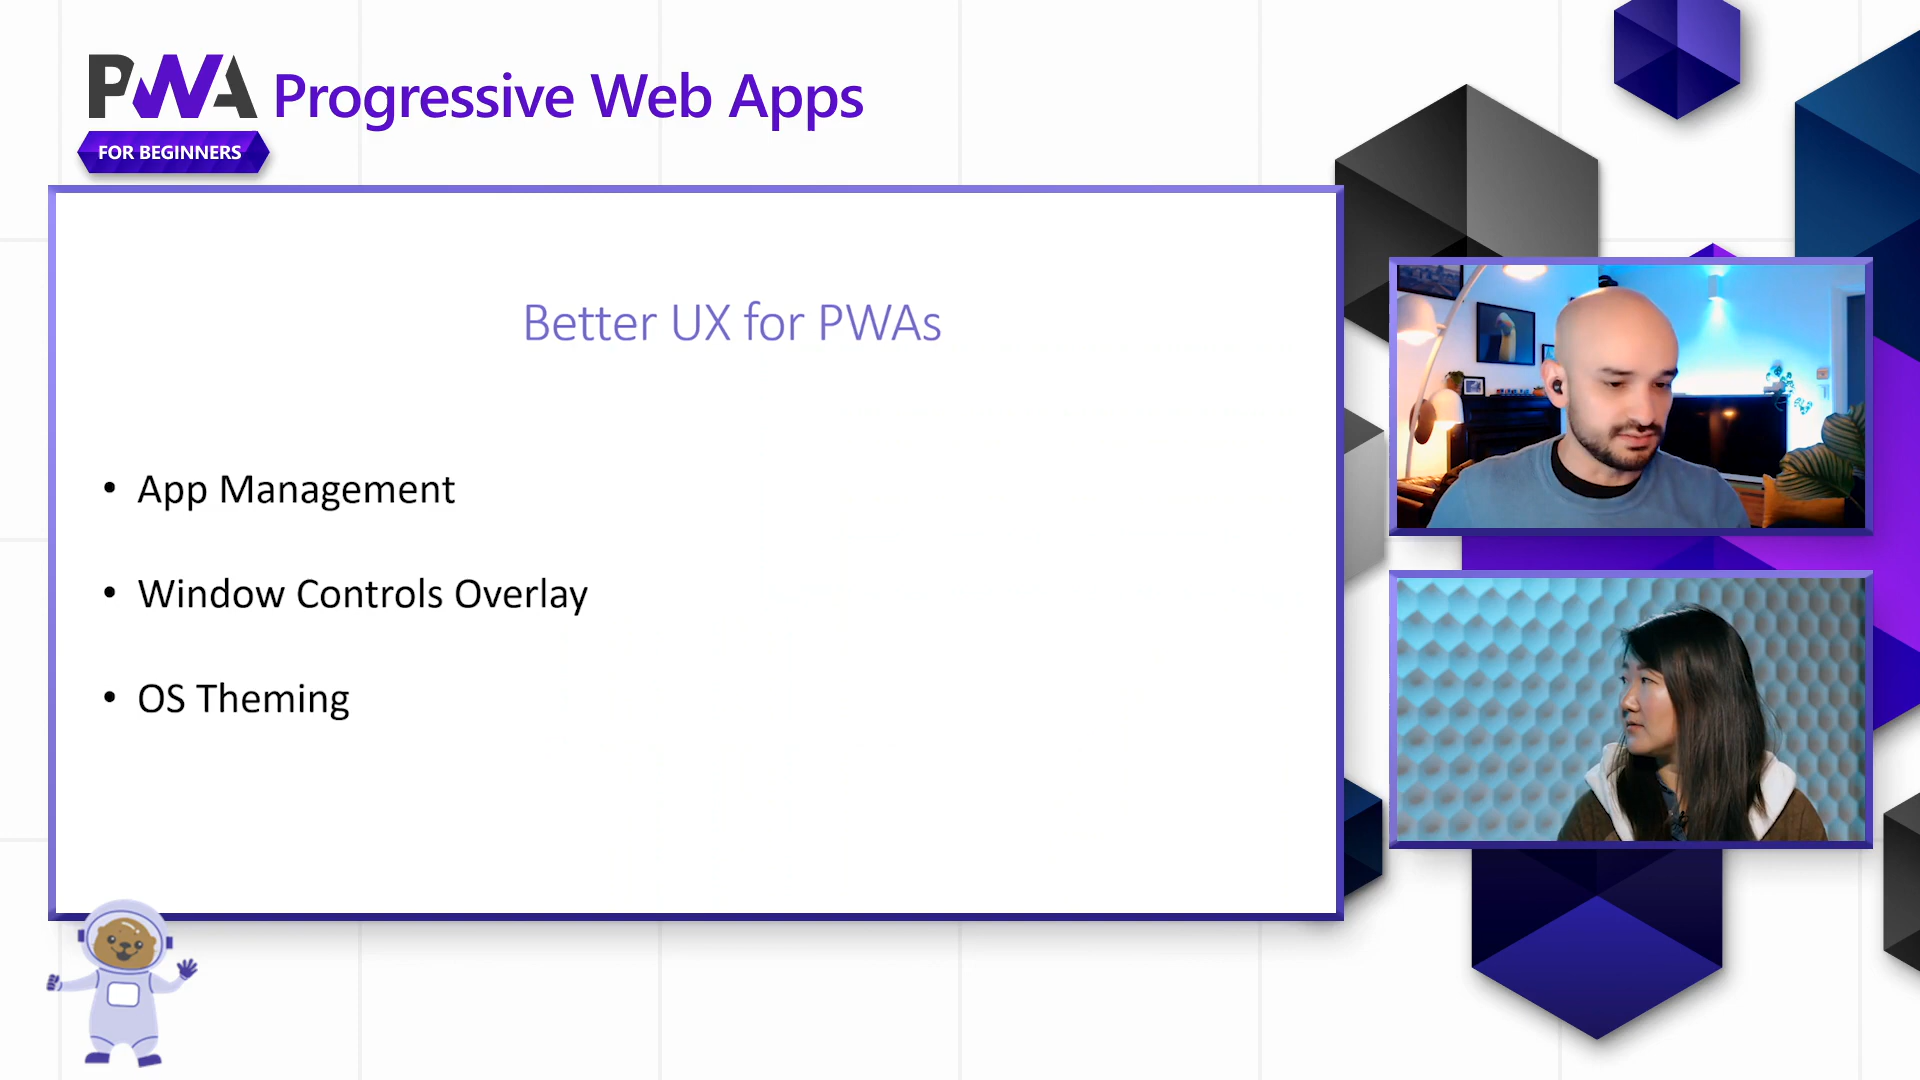 PWA Progressive Web Apps
FOR BEGINNERS
Better UX for PWAs
• App Management
• Window Controls Overlay
• OS Theming